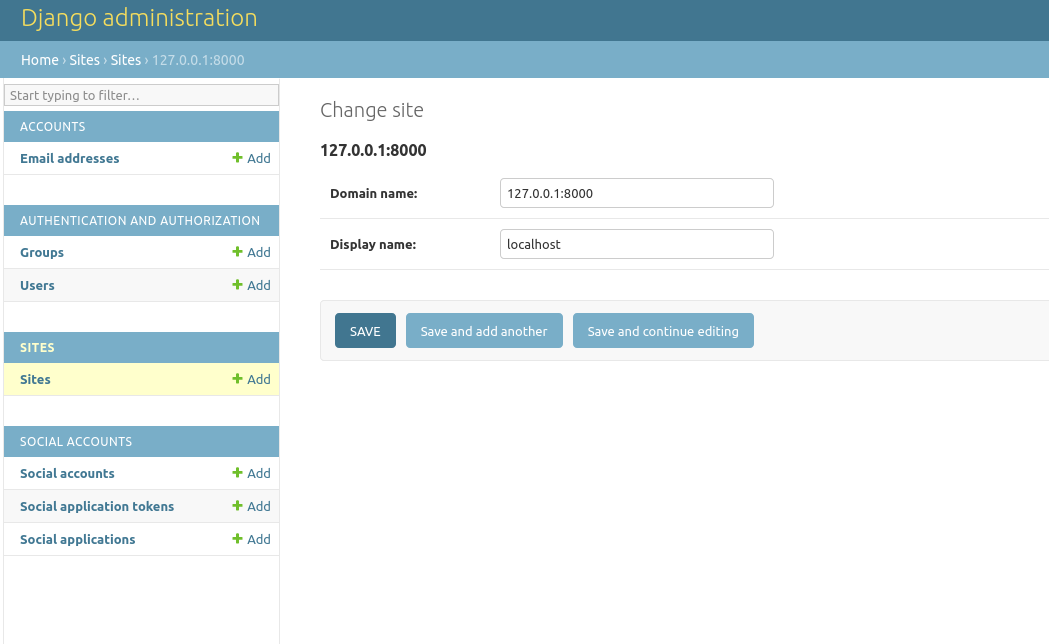 Django administration
Home › Sites › Sites › 127.0.0.1:8000
Start typing to filter…
ACCOUNTS
Email addresses + Add
AUTHENTICATION AND AUTHORIZATION
Groups + Add
Users + Add
SITES
Sites + Add
SOCIAL ACCOUNTS
Social accounts + Add
Social application tokens + Add
Social applications + Add
Change site
127.0.0.1:8000
Domain name: 127.0.0.1:8000
Display name: localhost
SAVE Save and add another Save and continue editing